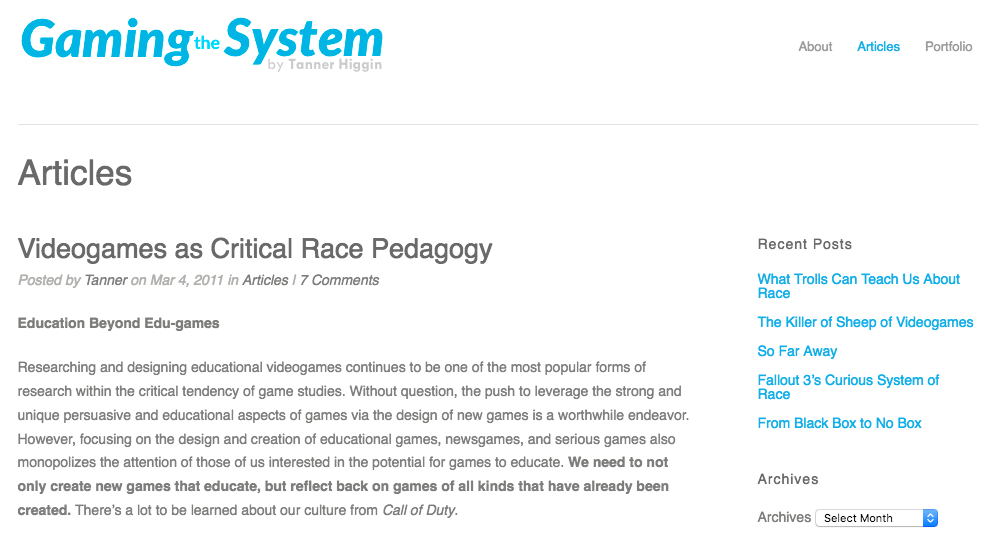 Gaming the System
by Tanner Higgin
About Articles Portfolio
Articles
Videogames as Critical Race Pedagogy
Posted by Tanner on Mar 4, 2011 in Articles | 7 Comments
Education Beyond Edu-games
Researching and designing educational videogames continues to be one of the most popular forms of
research within the critical tendency of game studies. Without question, the push to leverage the strong and
unique persuasive and educational aspects of games via the design of new games is a worthwhile endeavor.
However, focusing on the design and creation of educational games, newsgames, and serious games also
monopolizes the attention of those of us interested in the potential for games to educate. We need to not
only create new games that educate, but reflect back on games of all kinds that have already been
created. There's a lot to be learned about our culture from Call of Duty.
Recent Posts
What Trolls Can Teach Us About
Race
The Killer of Sheep of Videogames
So Far Away
Fallout 3's Curious System of
Race
From Black Box to No Box
Archives
Archives Select Month